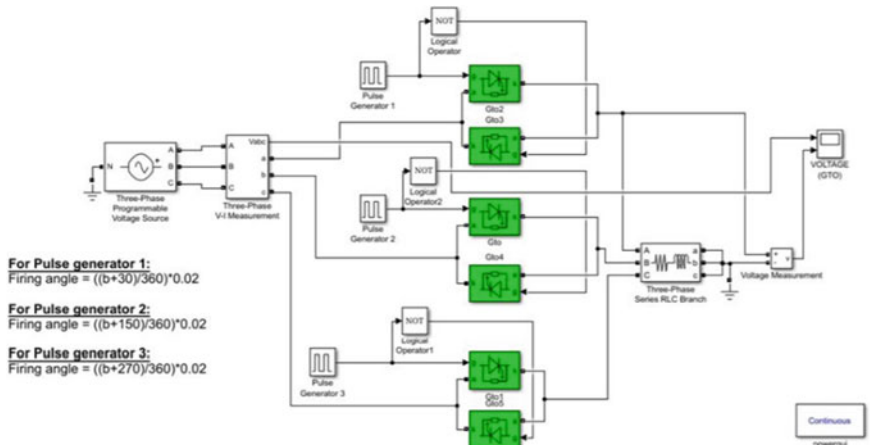 NOT
Logical
Operator
Pulse
Generator 1
g
a
k
Gto2
Gto3
N
A
B
C
Three-Phase
Programmable
Voltage Source
A
B
C
Vabc
a
b
c
Three-Phase
V-I Measurement
VOLTAGE
(GTO)
NOT
Logical
Operator2
Pulse
Generator 2
Gto
Gto4
A
B
C
a
b
c
Three-Phase
Series RLC Branch
+
-
v
Voltage Measurement
For Pulse generator 1:
Firing angle = ((b+30)/360)*0.02
For Pulse generator 2:
Firing angle = ((b+150)/360)*0.02
For Pulse generator 3:
Firing angle = ((b+270)/360)*0.02
NOT
Logical
Operator1
Pulse
Generator 3
Gto1
Gto5
Continuous
powergui